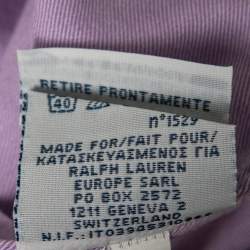 RETIRE PRONTAMENTE
40
n°1529
MADE FOR/FAIT POUR/
ΚΑΤΑΣΚΕΥΑΣΜΕΝΟΣ ΓΙΑ
RALPH LAUREN
EUROPE SARL
PO BOX 2572
1211 GENEVA 2
SWITZERLAND
N.I.F.: